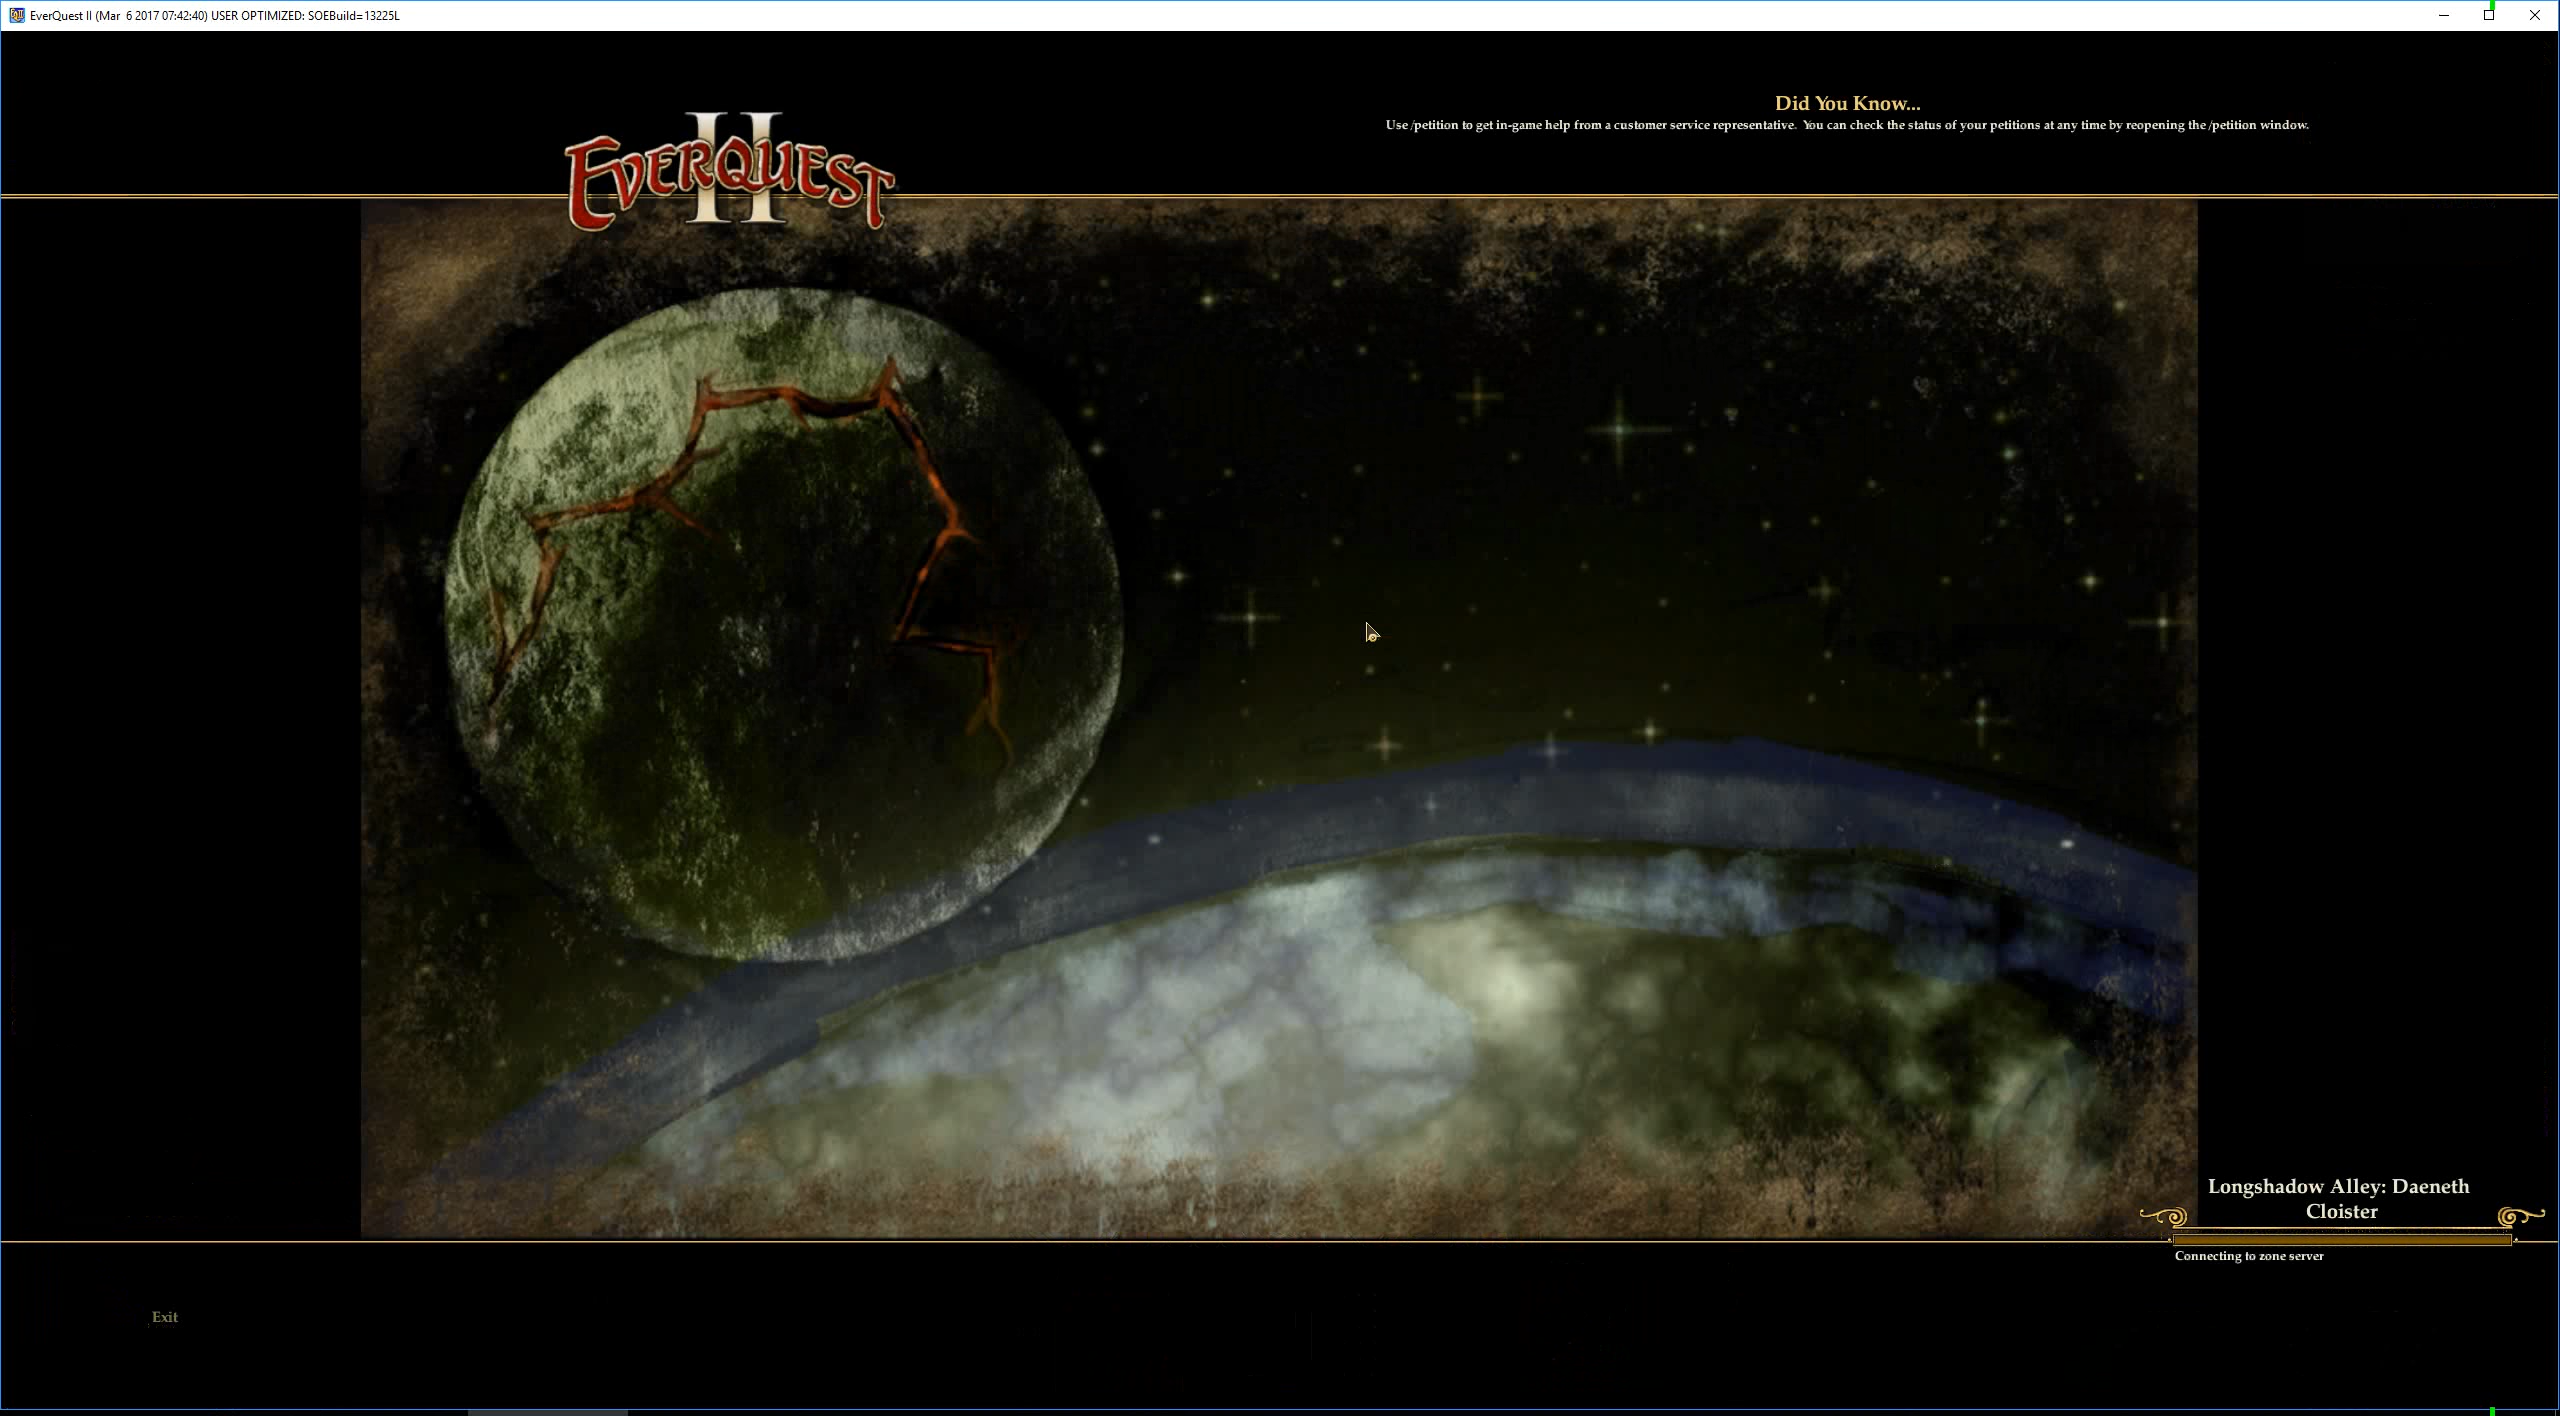 EverQuest II (Mar  6 2017 07:42:40) USER OPTIMIZED: SOEBuild=13225L
Did You Know...
Use /petition to get in-game help from a customer service representative.  You can check the status of your petitions at any time by reopening the /petition window.
EVERQUEST II
Longshadow Alley: Daeneth
Cloister
Connecting to zone server
Exit